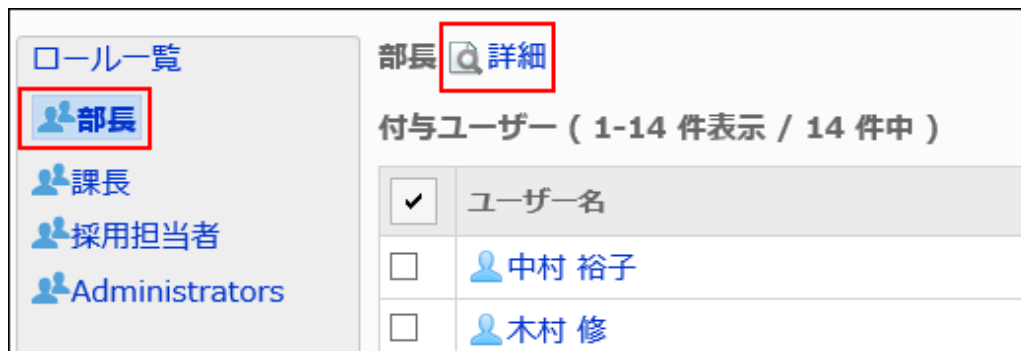 ロール一覧
部長
課長
採用担当者
Administrators
部長 詳細
付与ユーザー ( 1-14 件表示 / 14 件中 )
ユーザー名
中村 裕子
木村 修